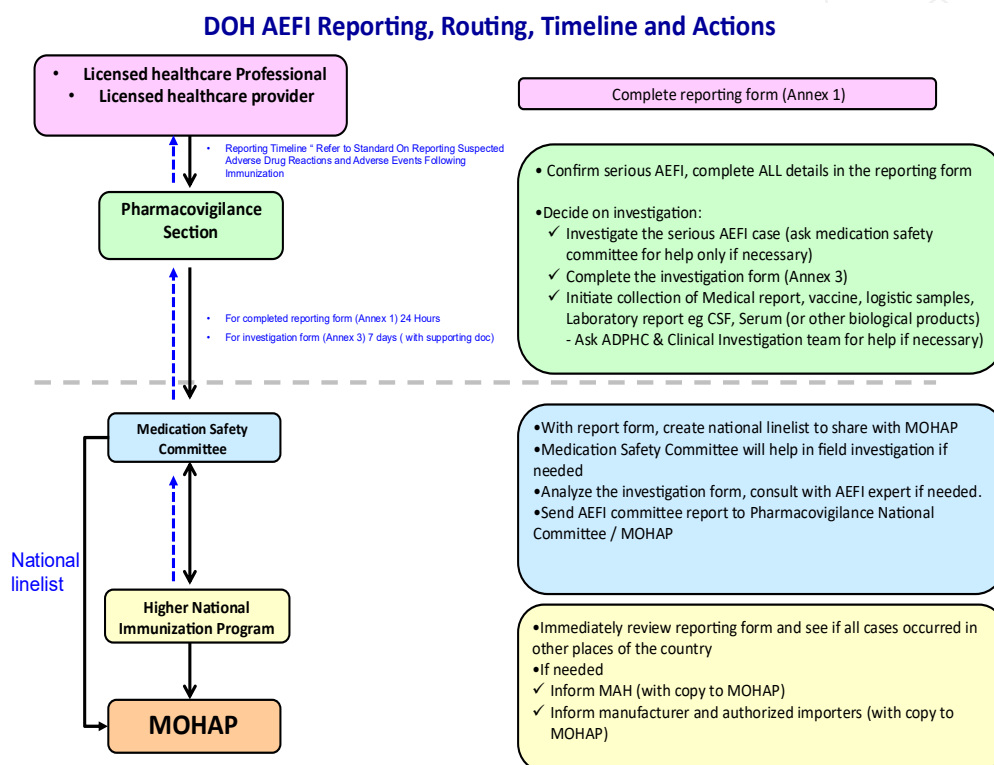 DOH AEFI Reporting, Routing, Timeline and Actions
• Licensed healthcare Professional
• Licensed healthcare provider
Complete reporting form (Annex 1)
• Reporting Timeline “ Refer to Standard On Reporting Suspected
Adverse Drug Reactions and Adverse Events Following
Immunization
Pharmacovigilance
Section
• Confirm serious AEFI, complete ALL details in the reporting form
•Decide on investigation:
✓ Investigate the serious AEFI case (ask medication safety
committee for help only if necessary)
✓ Complete the investigation form (Annex 3)
✓ Initiate collection of Medical report, vaccine, logistic samples,
Laboratory report eg CSF, Serum (or other biological products)
- Ask ADPHC & Clinical Investigation team for help if necessary)
• For completed reporting form (Annex 1) 24 Hours
• For investigation form (Annex 3) 7 days ( with supporting doc)
Medication Safety
Committee
•With report form, create national linelist to share with MOHAP
•Medication Safety Committee will help in field investigation if
needed
•Analyze the investigation form, consult with AEFI expert if needed.
•Send AEFI committee report to Pharmacovigilance National
Committee / MOHAP
National
linelist
Higher National
Immunization Program
•Immediately review reporting form and see if all cases occurred in
other places of the country
•If needed
✓ Inform MAH (with copy to MOHAP)
✓ Inform manufacturer and authorized importers (with copy to
MOHAP)
MOHAP